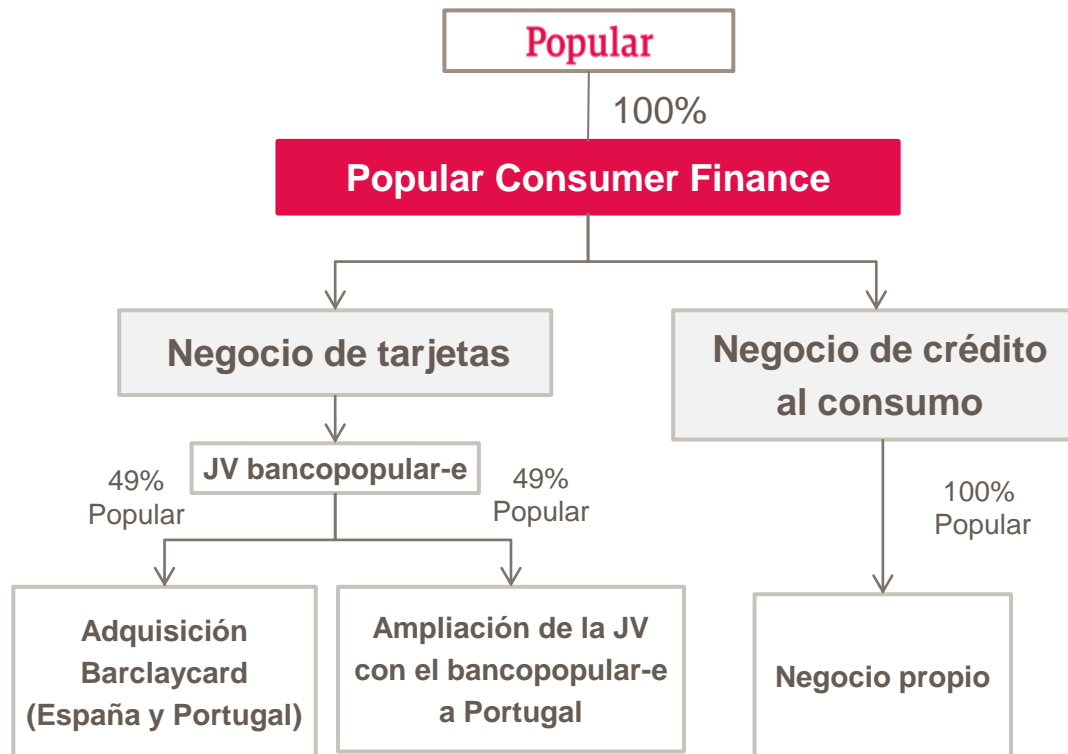 Popular
100%
Popular Consumer Finance
Negocio de tarjetas
Negocio de crédito
al consumo
JV bancopopular-e
49%
Popular
49%
Popular
100%
Popular
Adquisición
Barclaycard
(España y Portugal)
Ampliación de la JV
con el bancopopular-e
a Portugal
Negocio propio